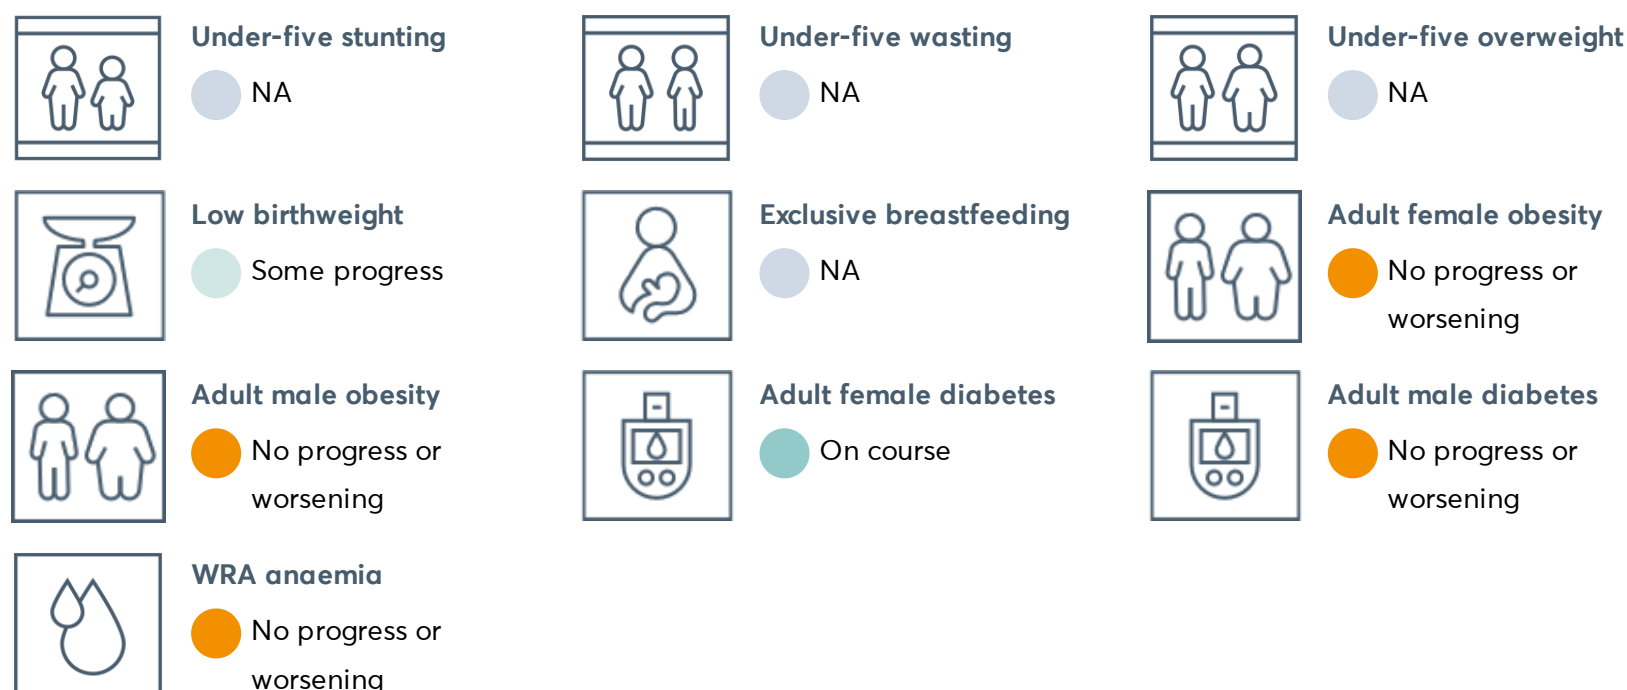 Under-five stunting
NA
Under-five wasting
NA
Under-five overweight
NA
Low birthweight
Some progress
Exclusive breastfeeding
NA
Adult female obesity
No progress or
worsening
Adult male obesity
No progress or
worsening
Adult female diabetes
On course
Adult male diabetes
No progress or
worsening
WRA anaemia
No progress or
worsening